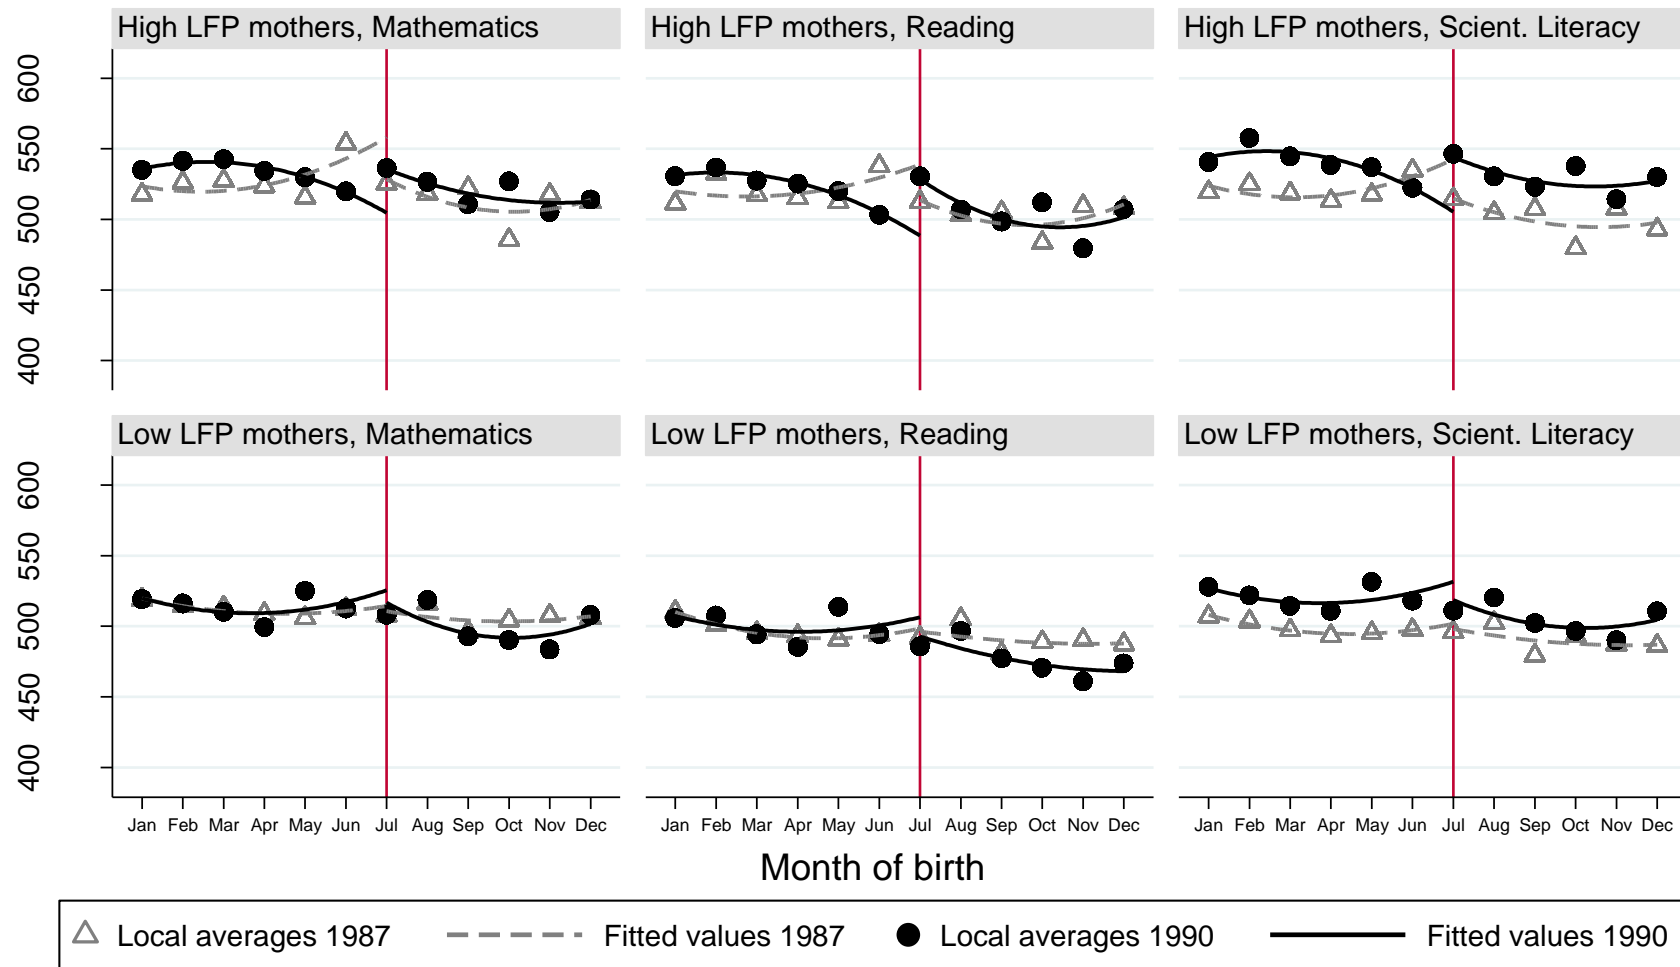 High LFP mothers, Mathematics
High LFP mothers, Reading
High LFP mothers, Scient. Literacy
600
550
500
450
400
Low LFP mothers, Mathematics
Low LFP mothers, Reading
Low LFP mothers, Scient. Literacy
600
550
500
450
400
Jan Feb Mar Apr May Jun Jul Aug Sep Oct Nov Dec
Jan Feb Mar Apr May Jun Jul Aug Sep Oct Nov Dec
Jan Feb Mar Apr May Jun Jul Aug Sep Oct Nov Dec
Month of birth
Local averages 1987 Fitted values 1987 Local averages 1990 Fitted values 1990